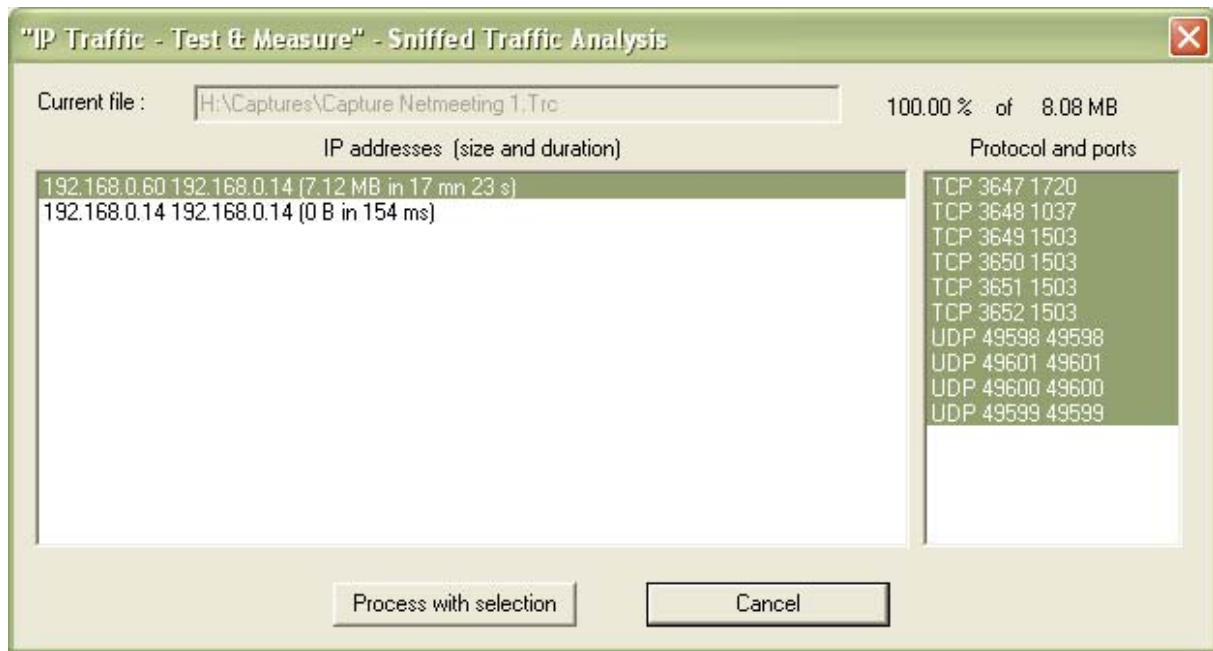 "IP Traffic - Test & Measure" - Sniffed Traffic Analysis
Current file : H:\Captures\Capture Netmeeting 1.Trc 100.00 % of 8.08 MB
IP addresses (size and duration) Protocol and ports
192.168.0.60 192.168.0.14 (7.12 MB in 17 mn 23 s)
192.168.0.14 192.168.0.14 (0 B in 154 ms)
TCP 3647 1720
TCP 3648 1037
TCP 3649 1503
TCP 3650 1503
TCP 3651 1503
TCP 3652 1503
UDP 49598 49598
UDP 49601 49601
UDP 49600 49600
UDP 49599 49599
Process with selection Cancel